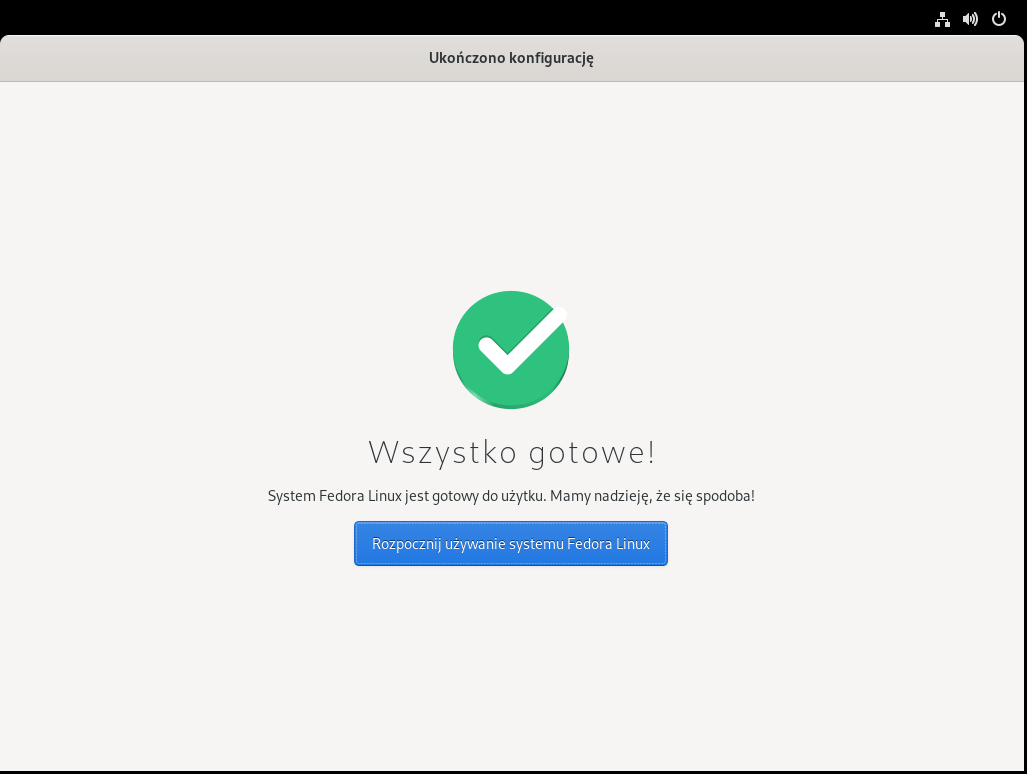 Ukończono konfigurację
Wszystko gotowe!
System Fedora Linux jest gotowy do użytku. Mamy nadzieję, że się spodoba!
Rozpocznij używanie systemu Fedora Linux